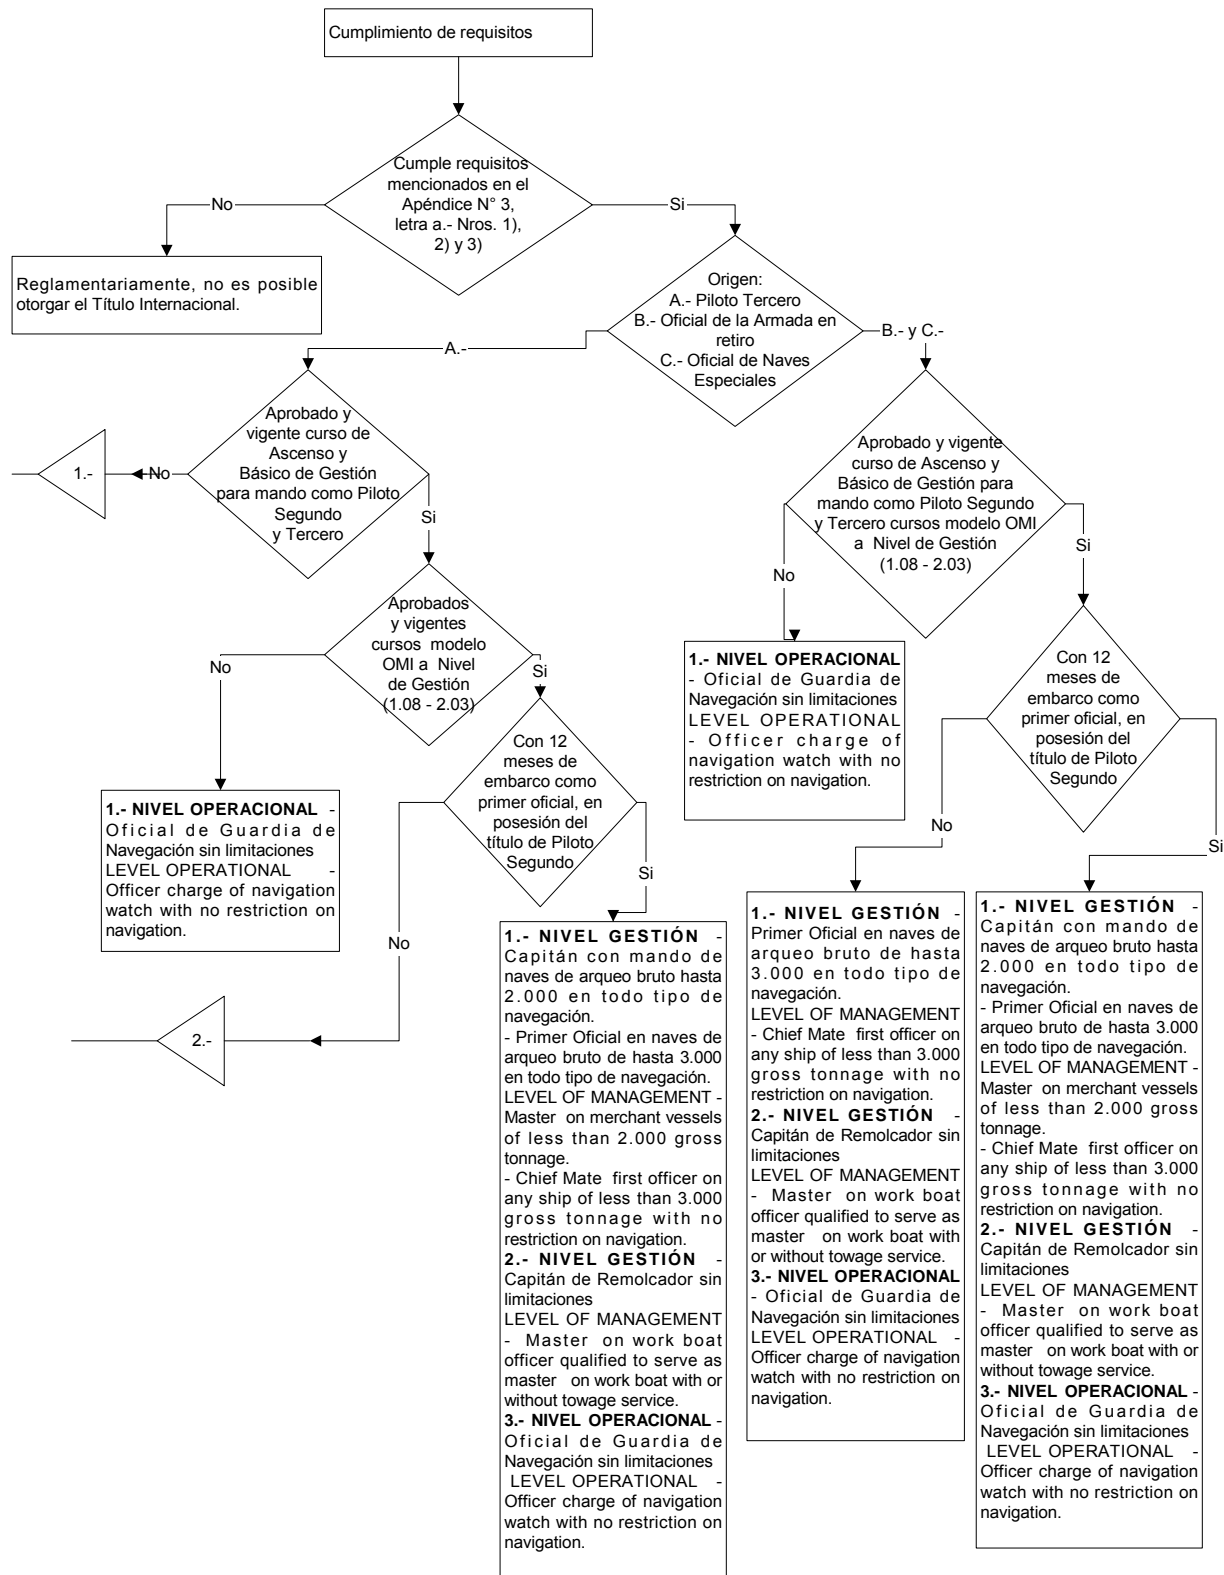 Cumplimiento de requisitos
Cumple requisitos
mencionados en el
Apéndice N° 3,
letra a.- Nros. 1),
2) y 3)
No
Si
Reglamentariamente, no es posible
otorgar el Título Internacional.
Origen:
A.- Piloto Tercero
B.- Oficial de la Armada en
retiro
C.- Oficial de Naves
Especiales
A.-
B.- y C.-
Aprobado y
vigente curso de
Ascenso y
Básico de Gestión
para mando como Piloto
Segundo
y Tercero
No
1.-
Si
Aprobado y vigente
curso de Ascenso y
Básico de Gestión para
mando como Piloto Segundo
y Tercero cursos modelo OMI
a Nivel de Gestión
(1.08 - 2.03)
No
Si
Aprobados
y vigentes
cursos modelo
OMI a Nivel
de Gestión
(1.08 - 2.03)
No
Si
1.- NIVEL OPERACIONAL
- Oficial de Guardia de
Navegación sin limitaciones
LEVEL OPERATIONAL
- Officer charge of
navigation watch with no
restriction on navigation.
Con 12
meses de
embarco como
primer oficial, en
posesión del
título de Piloto
Segundo
No
Si
Con 12
meses de
embarco como
primer oficial, en
posesión del
título de Piloto
Segundo
No
Si
1.- NIVEL OPERACIONAL -
Oficial de Guardia de
Navegación sin limitaciones
LEVEL OPERATIONAL -
Officer charge of navigation
watch with no restriction on
navigation.
2.-
1.- NIVEL GESTIÓN -
Capitán con mando de
naves de arqueo bruto hasta
2.000 en todo tipo de
navegación.
- Primer Oficial en naves de
arqueo bruto de hasta 3.000
en todo tipo de navegación.
LEVEL OF MANAGEMENT -
Master on merchant vessels
of less than 2.000 gross
tonnage.
- Chief Mate first officer on
any ship of less than 3.000
gross tonnage with no
restriction on navigation.
2.- NIVEL GESTIÓN -
Capitán de Remolcador sin
limitaciones
LEVEL OF MANAGEMENT
- Master on work boat
officer qualified to serve as
master on work boat with or
without towage service.
3.- NIVEL OPERACIONAL -
Oficial de Guardia de
Navegación sin limitaciones
LEVEL OPERATIONAL -
Officer charge of navigation
watch with no restriction on
navigation.
1.- NIVEL GESTIÓN -
Primer Oficial en naves de
arqueo bruto de hasta
3.000 en todo tipo de
navegación.
LEVEL OF MANAGEMENT
- Chief Mate first officer on
any ship of less than 3.000
gross tonnage with no
restriction on navigation.
2.- NIVEL GESTIÓN -
Capitán de Remolcador sin
limitaciones
LEVEL OF MANAGEMENT
- Master on work boat
officer qualified to serve as
master on work boat with
or without towage service.
3.- NIVEL OPERACIONAL
- Oficial de Guardia de
Navegación sin limitaciones
LEVEL OPERATIONAL -
Officer charge of navigation
watch with no restriction on
navigation.
1.- NIVEL GESTIÓN -
Capitán con mando de
naves de arqueo bruto hasta
2.000 en todo tipo de
navegación.
- Primer Oficial en naves de
arqueo bruto de hasta 3.000
en todo tipo de navegación.
LEVEL OF MANAGEMENT -
Master on merchant vessels
of less than 2.000 gross
tonnage.
- Chief Mate first officer on
any ship of less than 3.000
gross tonnage with no
restriction on navigation.
2.- NIVEL GESTIÓN -
Capitán de Remolcador sin
limitaciones
LEVEL OF MANAGEMENT
- Master on work boat
officer qualified to serve as
master on work boat with or
without towage service.
3.- NIVEL OPERACIONAL -
Oficial de Guardia de
Navegación sin limitaciones
LEVEL OPERATIONAL -
Officer charge of navigation
watch with no restriction on
navigation.